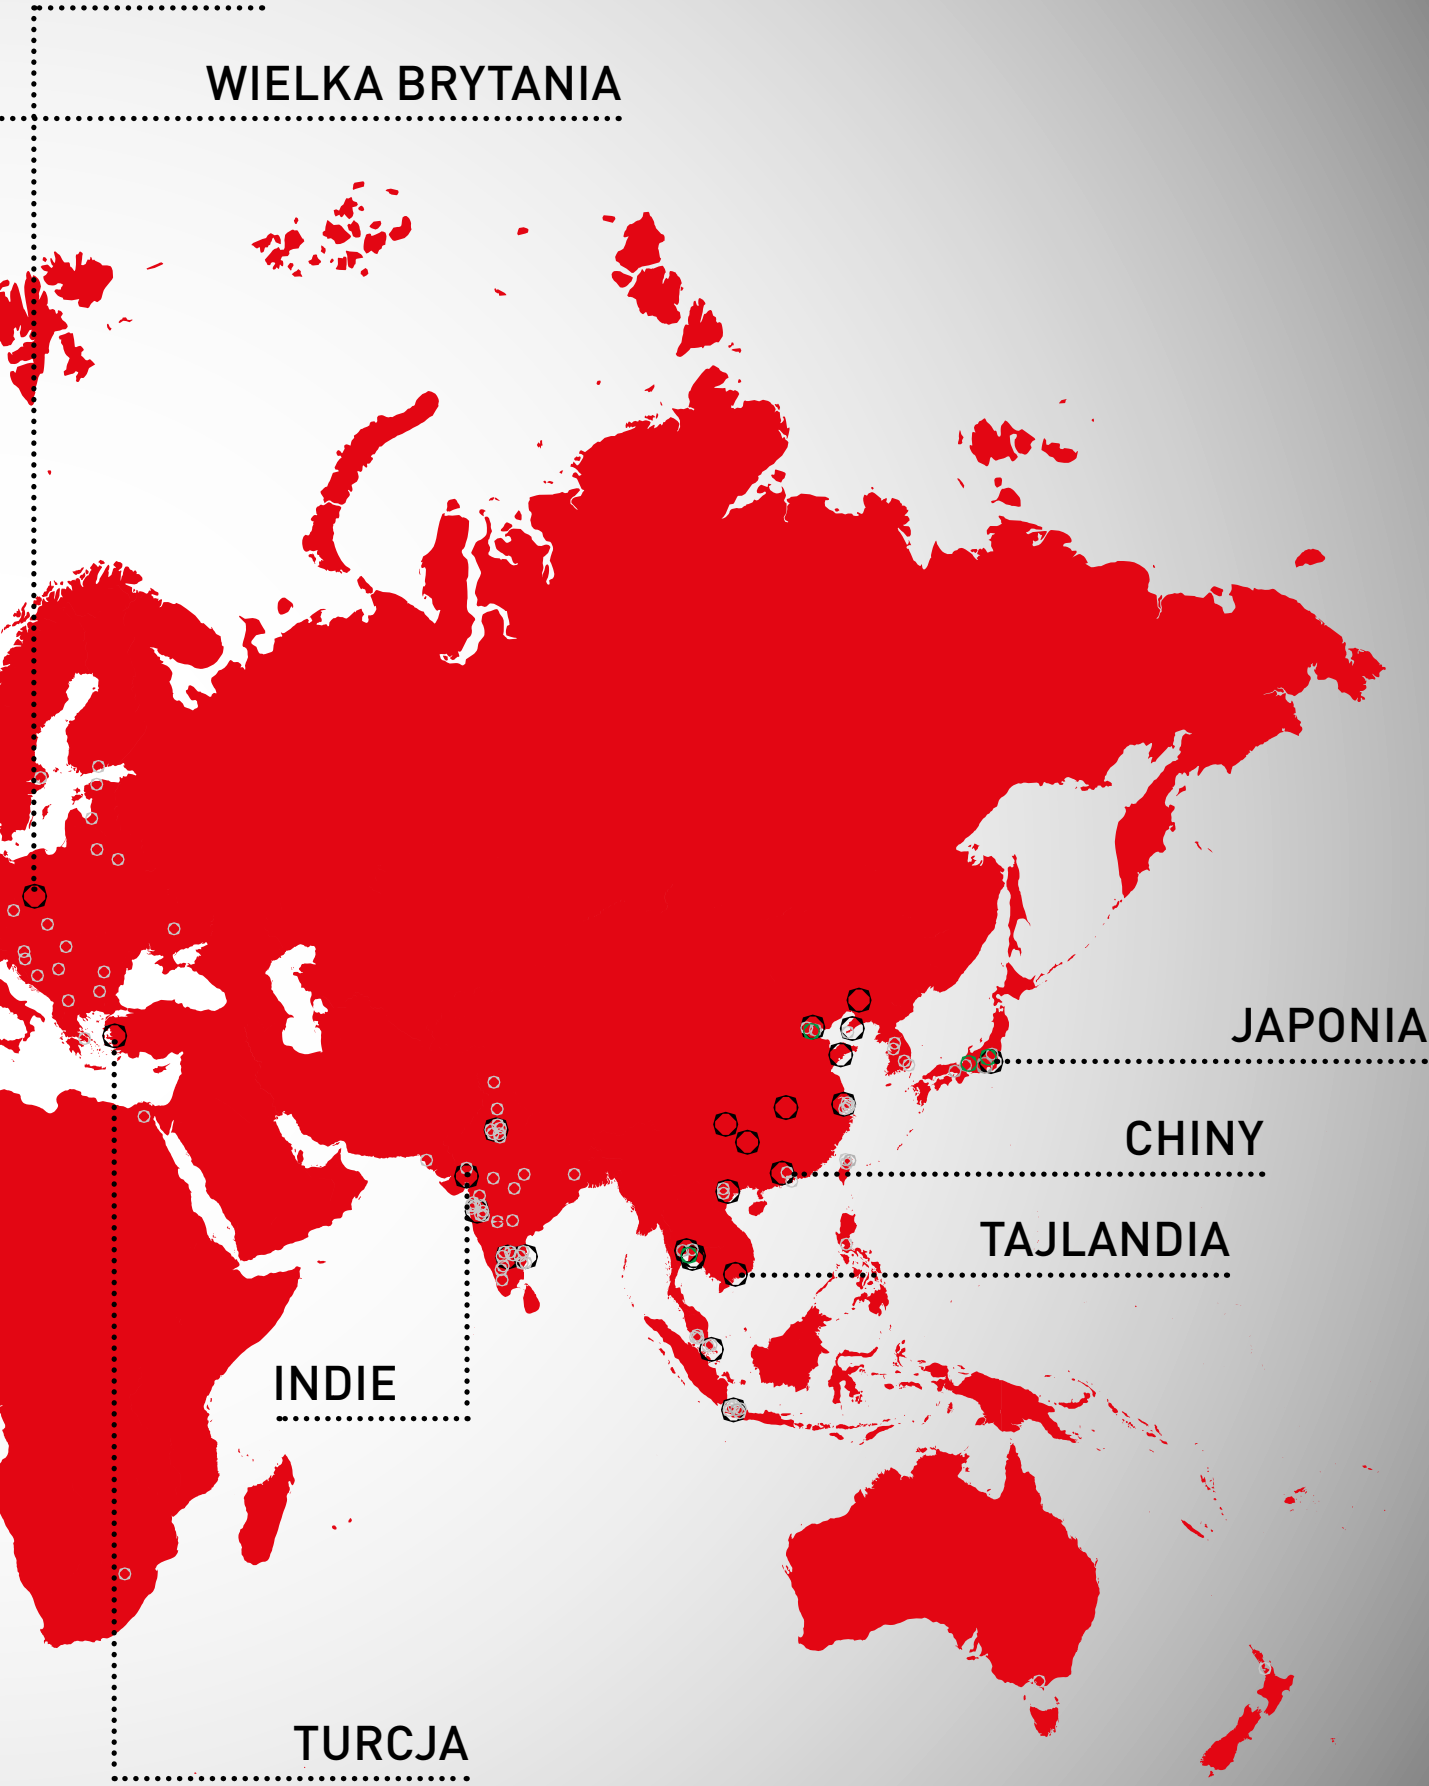 WIELKA BRYTANIA
JAPONIA
CHINY
TAJLANDIA
INDIE
TURCJA